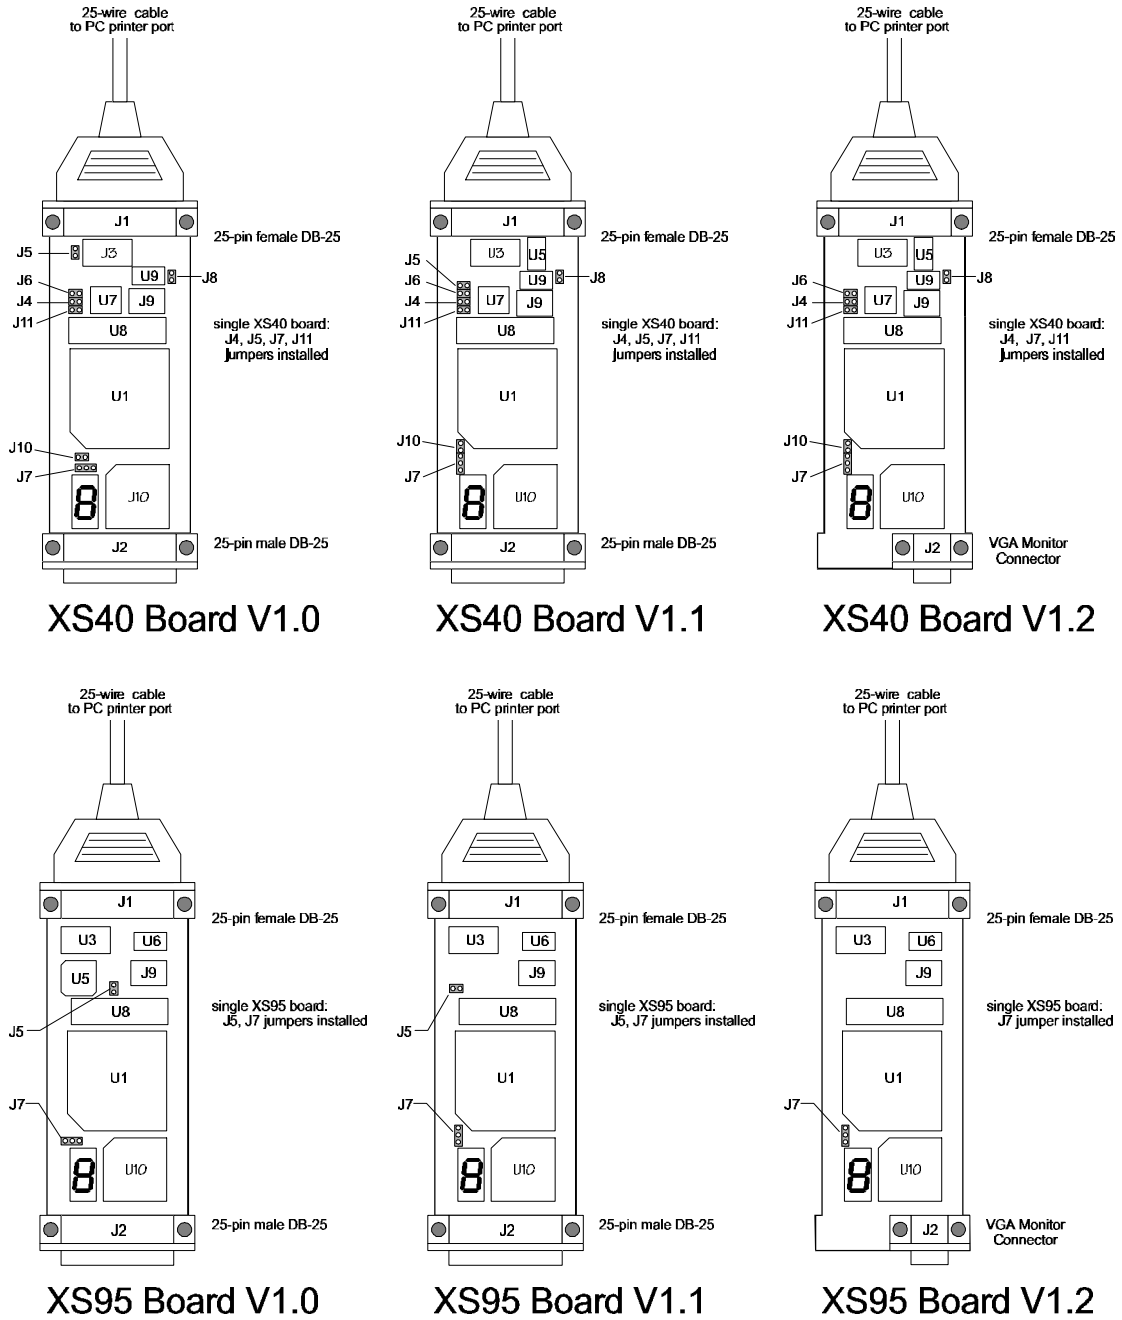 25-wire cable
to PC printer port
J1
25-pin female DB-25
J5
J3
U9
J8
J6
J4
J11
U7
J9
U8
single XS40 board:
J4, J5, J7, J11
jumpers installed
U1
J10
J7
8
J10
J2
25-pin male DB-25
XS40 Board V1.0
25-wire cable
to PC printer port
J1
25-pin female DB-25
U3
U5
J5
J6
J4
J11
U9
J8
U7
J9
U8
single XS40 board:
J4, J5, J7, J11
jumpers installed
U1
J10
J7
8
U10
J2
25-pin male DB-25
XS40 Board V1.1
25-wire cable
to PC printer port
J1
25-pin female DB-25
U3
U5
U9
J8
J6
J4
J11
U7
J9
U8
single XS40 board:
J4, J7, J11
jumpers installed
U1
J10
J7
8
U10
J2
VGA Monitor
Connector
XS40 Board V1.2
25-wire cable
to PC printer port
J1
25-pin female DB-25
U3
U6
U5
J9
U8
J5
single XS95 board:
J5, J7 jumpers installed
U1
J7
8
U10
J2
25-pin male DB-25
XS95 Board V1.0
25-wire cable
to PC printer port
J1
25-pin female DB-25
U3
U6
J9
U8
J5
single XS95 board:
J5, J7 jumpers installed
U1
J7
8
U10
J2
25-pin male DB-25
XS95 Board V1.1
25-wire cable
to PC printer port
J1
25-pin female DB-25
U3
U6
J9
U8
single XS95 board:
J7 jumper installed
U1
J7
8
U10
J2
VGA Monitor
Connector
XS95 Board V1.2